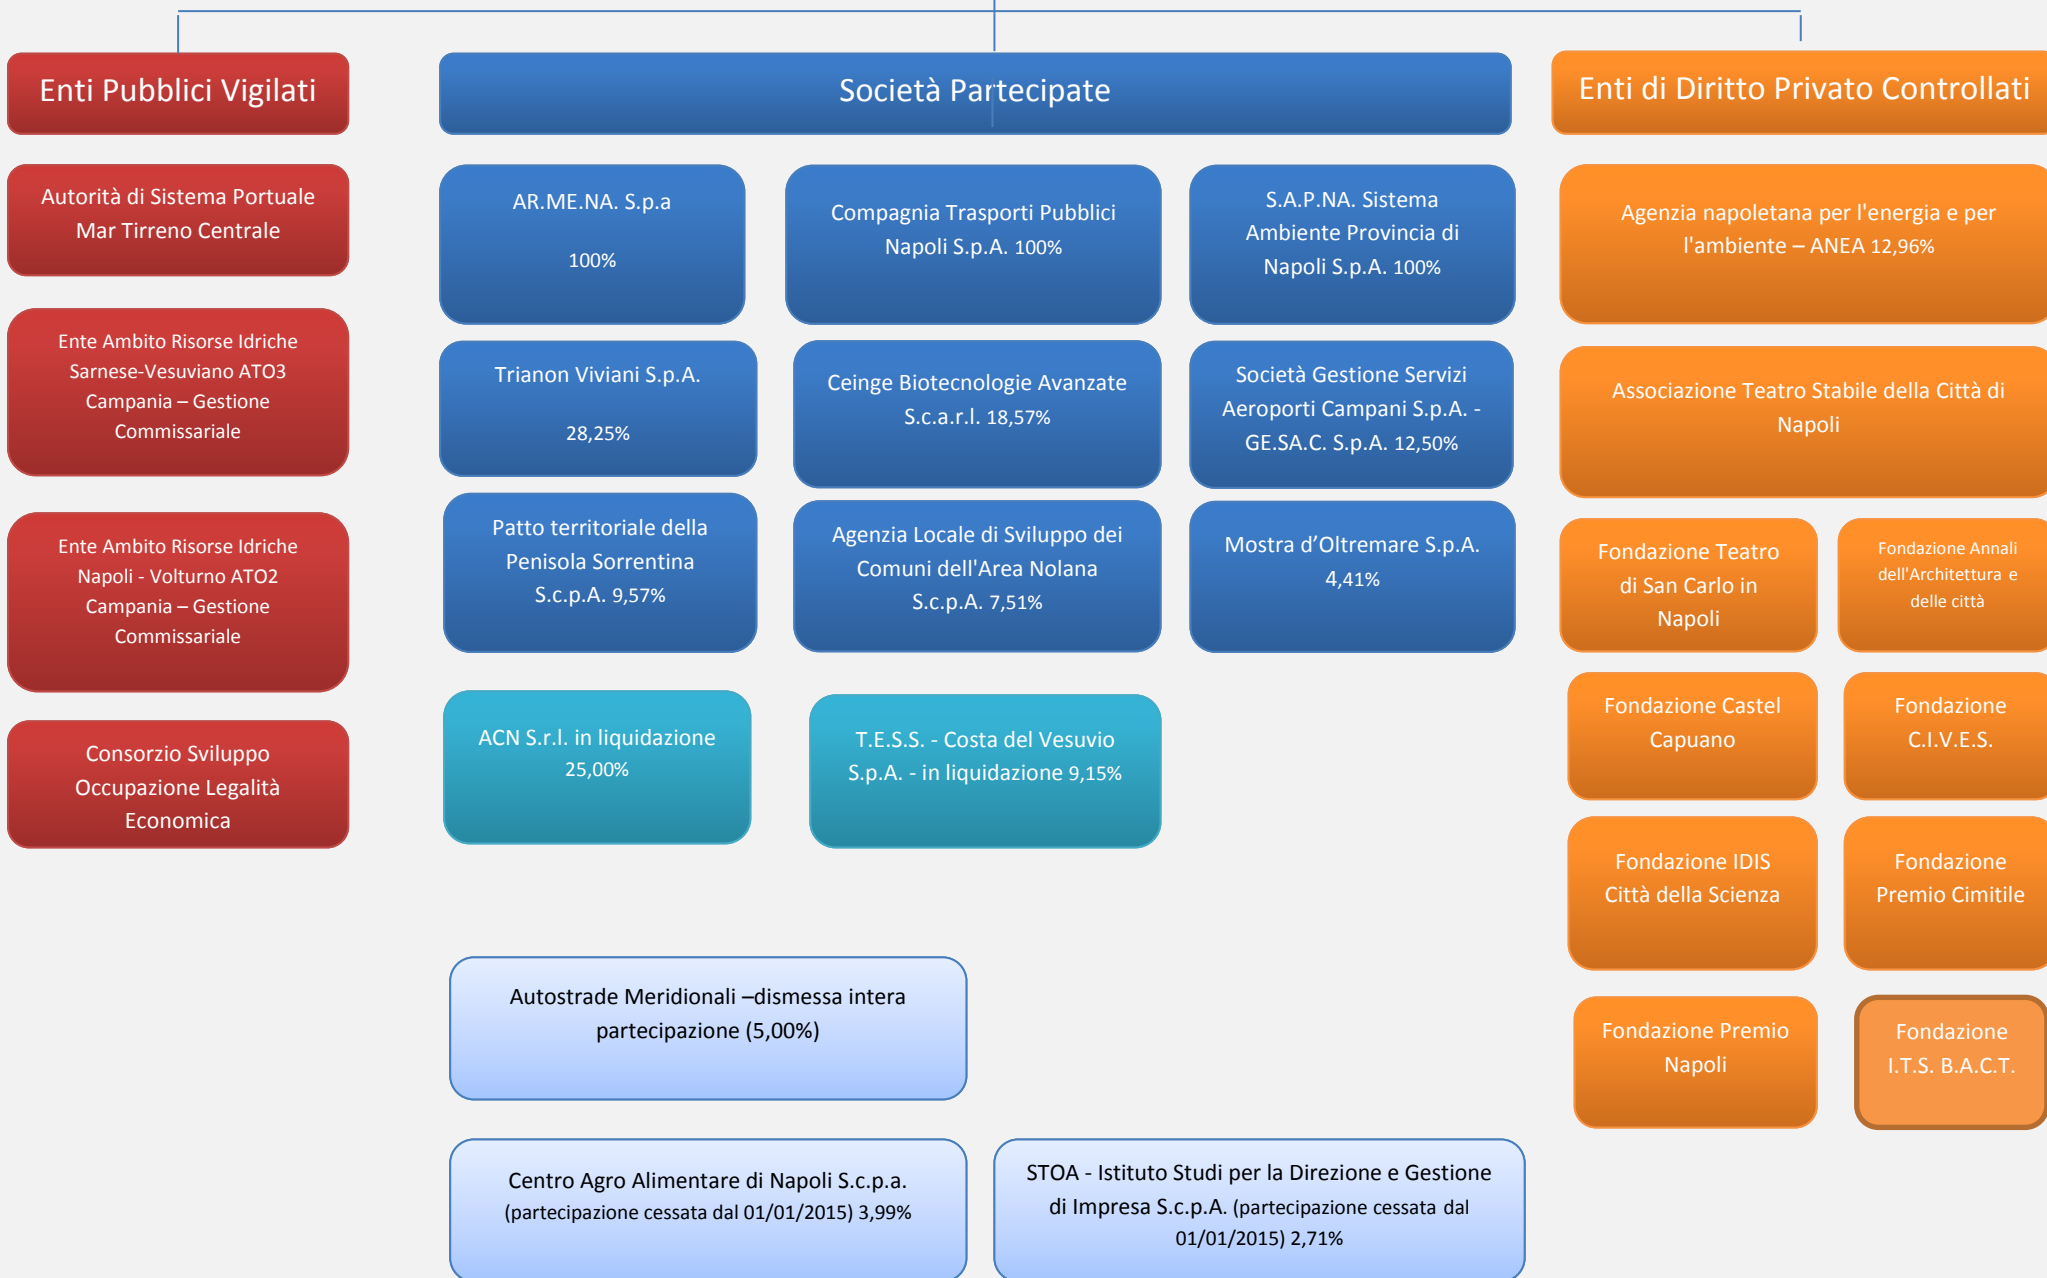 Enti Pubblici Vigilati
Autorità di Sistema Portuale
Mar Tirreno Centrale
Ente Ambito Risorse Idriche
Sarnese-Vesuviano ATO3
Campania – Gestione
Commissariale
Ente Ambito Risorse Idriche
Napoli - Volturno ATO2
Campania – Gestione
Commissariale
Consorzio Sviluppo
Occupazione Legalità
Economica
Società Partecipate
AR.ME.NA. S.p.a
100%
Compagnia Trasporti Pubblici
Napoli S.p.A. 100%
S.A.P.NA. Sistema
Ambiente Provincia di
Napoli S.p.A. 100%
Trianon Viviani S.p.A.
28,25%
Ceinge Biotecnologie Avanzate
S.c.a.r.l. 18,57%
Società Gestione Servizi
Aeroporti Campani S.p.A. -
GE.SA.C. S.p.A. 12,50%
Patto territoriale della
Penisola Sorrentina
S.c.p.A. 9,57%
Agenzia Locale di Sviluppo dei
Comuni dell'Area Nolana
S.c.p.A. 7,51%
Mostra d’Oltremare S.p.A.
4,41%
ACN S.r.l. in liquidazione
25,00%
T.E.S.S. - Costa del Vesuvio
S.p.A. - in liquidazione 9,15%
Autostrade Meridionali –dismessa intera
partecipazione (5,00%)
Centro Agro Alimentare di Napoli S.c.p.a.
(partecipazione cessata dal 01/01/2015) 3,99%
STOA - Istituto Studi per la Direzione e Gestione
di Impresa S.c.p.A. (partecipazione cessata dal
01/01/2015) 2,71%
Enti di Diritto Privato Controllati
Agenzia napoletana per l'energia e per
l'ambiente – ANEA 12,96%
Associazione Teatro Stabile della Città di
Napoli
Fondazione Teatro
di San Carlo in
Napoli
Fondazione Annali
dell'Architettura e
delle città
Fondazione Castel
Capuano
Fondazione
C.I.V.E.S.
Fondazione IDIS
Città della Scienza
Fondazione
Premio Cimitile
Fondazione Premio
Napoli
Fondazione
I.T.S. B.A.C.T.